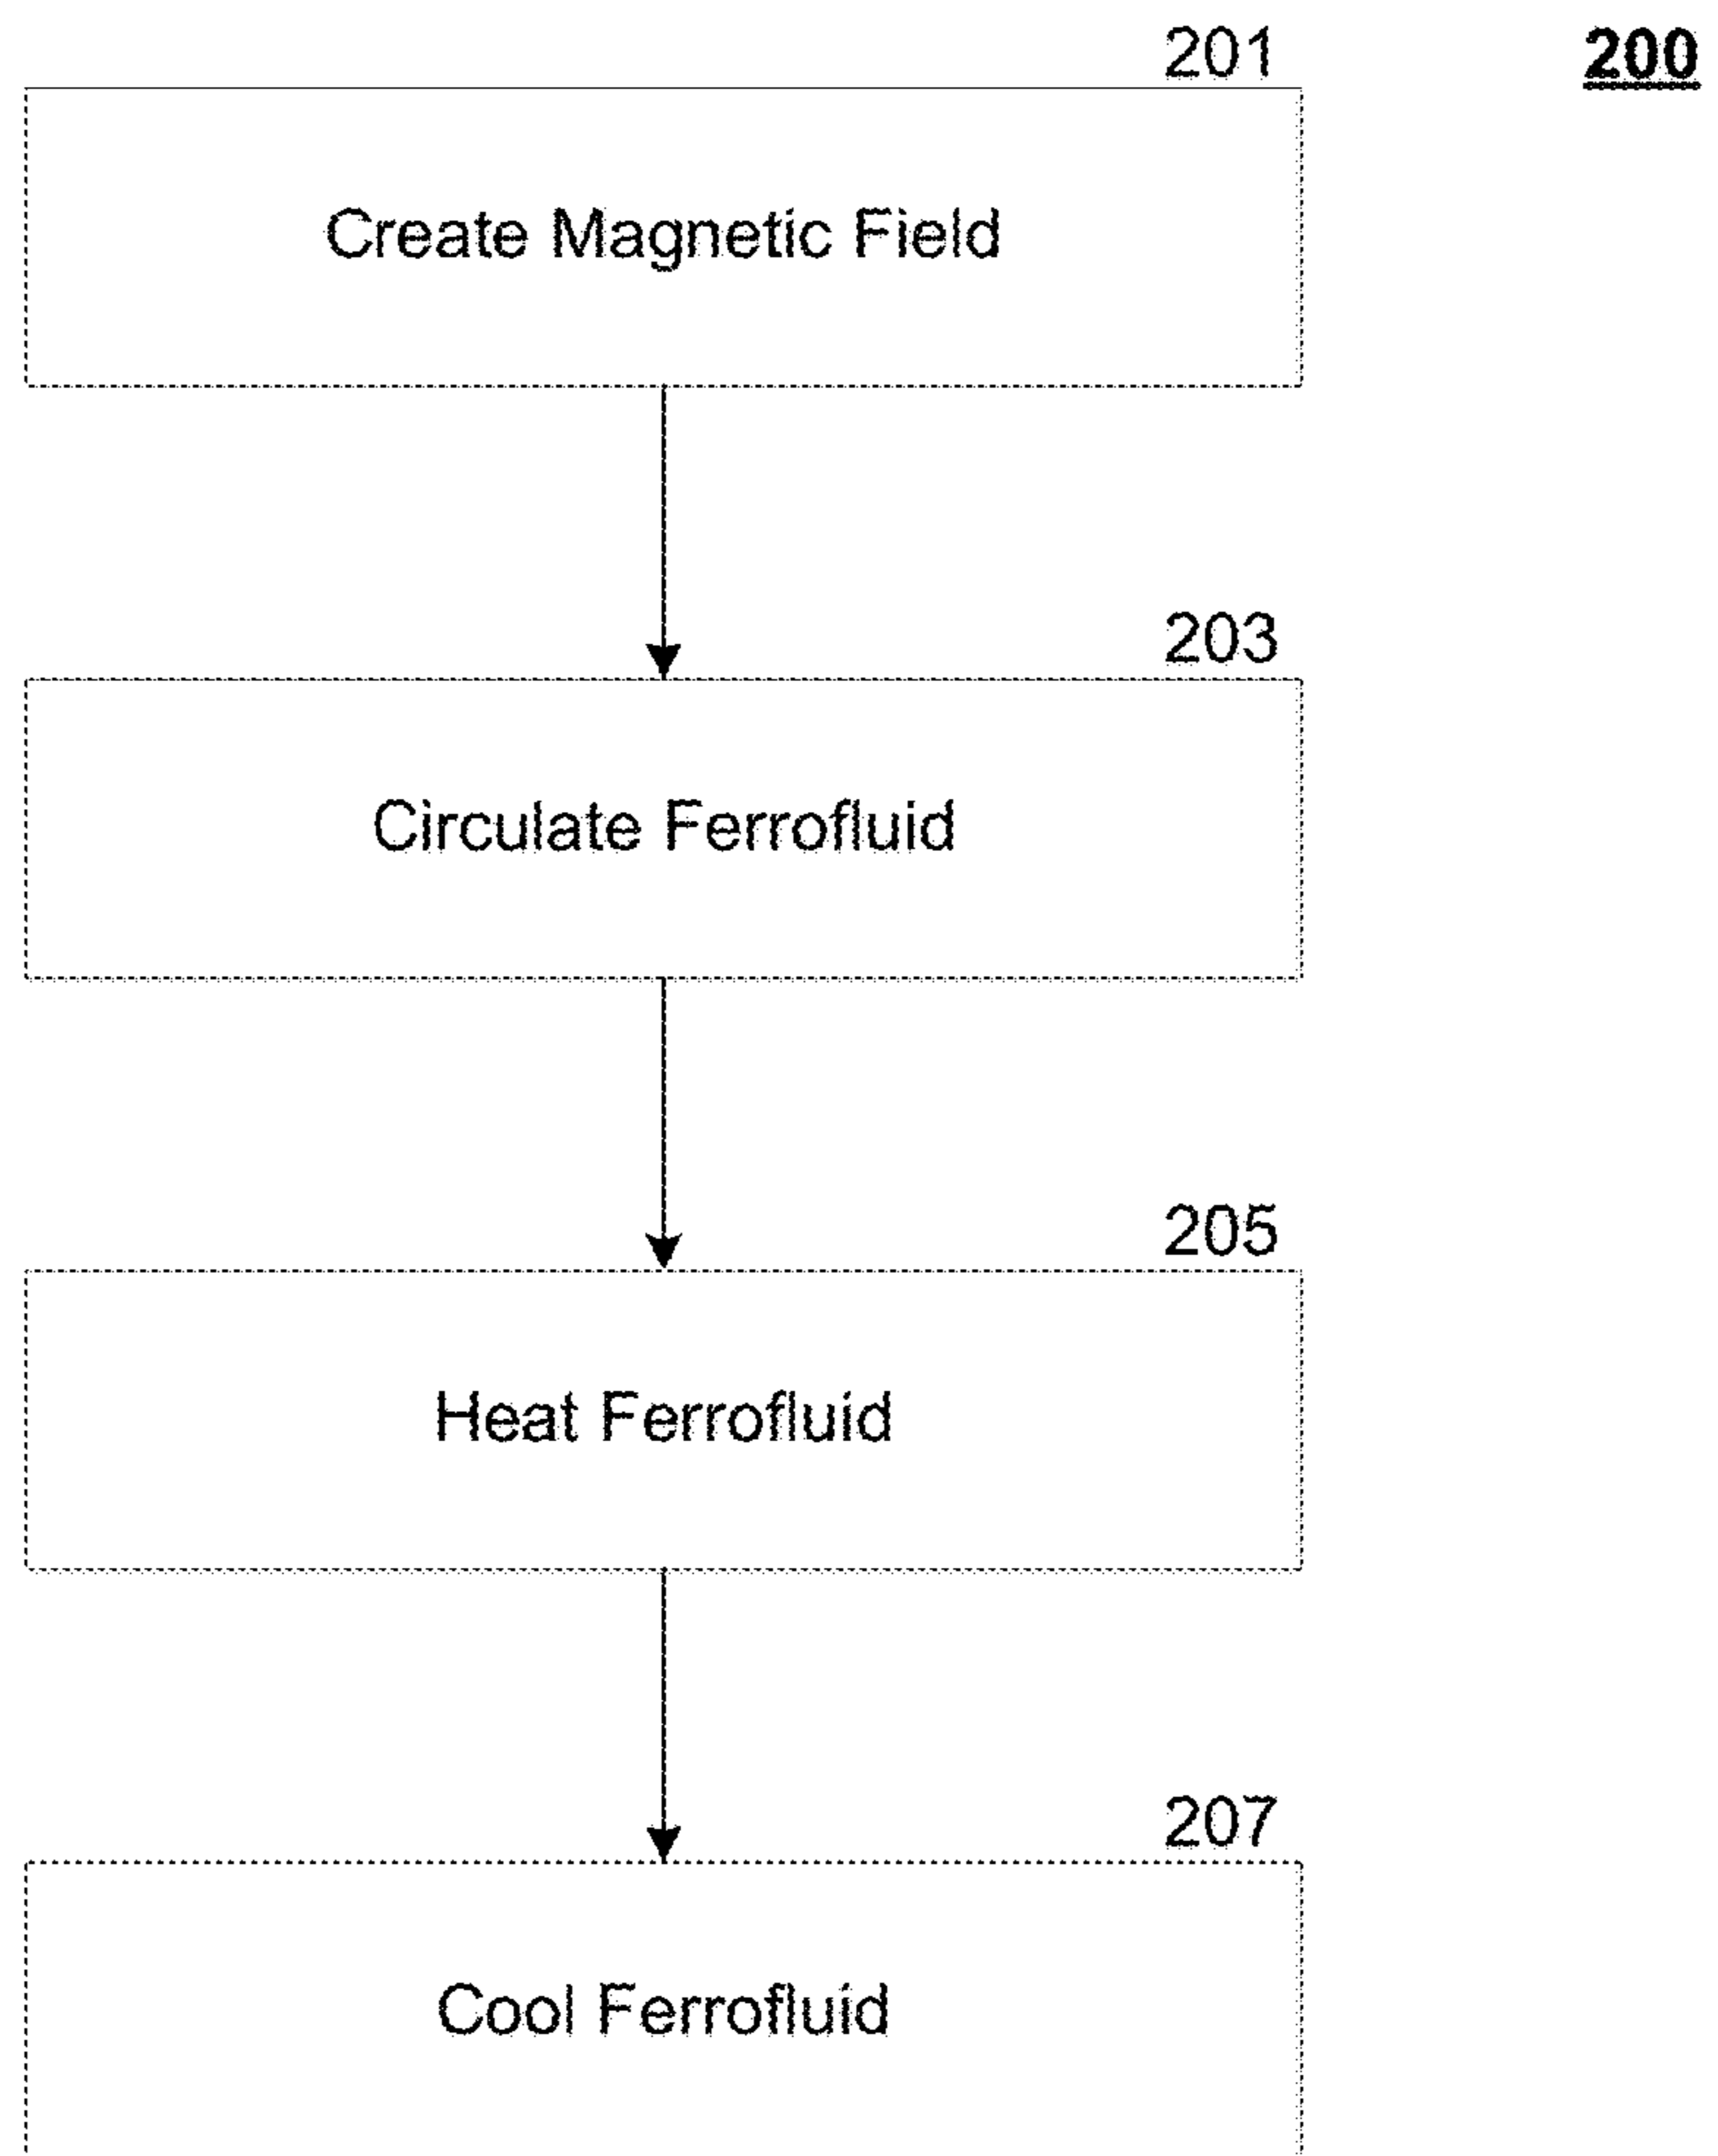 201
200
Create Magnetic Field
203
Circulate Ferrofluid
205
Heat Ferrofluid
207
Cool Ferrofluid